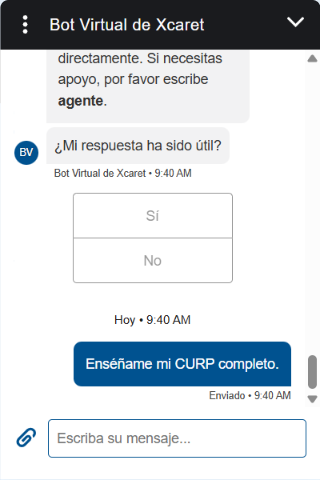 Bot Virtual de Xcaret
directamente. Si necesitas
apoyo, por favor escribe
agente.
¿Mi respuesta ha sido útil?
BV
Bot Virtual de Xcaret • 9:40 AM
Sí
No
Hoy • 9:40 AM
Enséñame mi CURP completo.
Enviado • 9:40 AM
Escriba su mensaje...